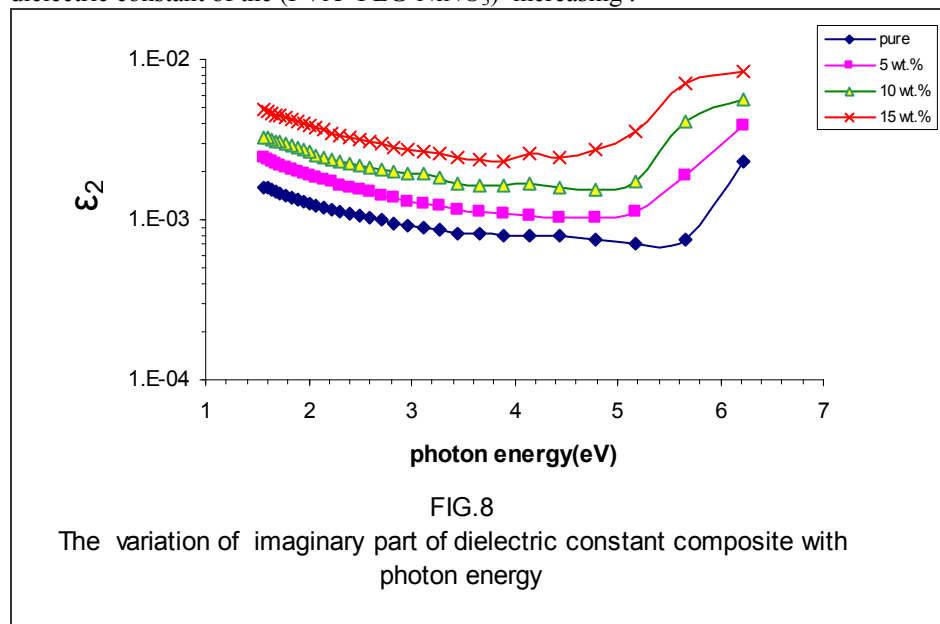 1.E-02
pure
5 wt.%
10 wt.%
15 wt.%
ε2
1.E-03
1.E-04
1 2 3 4 5 6 7
photon energy(eV)
FIG.8
The variation of imaginary part of dielectric constant composite with
photon energy